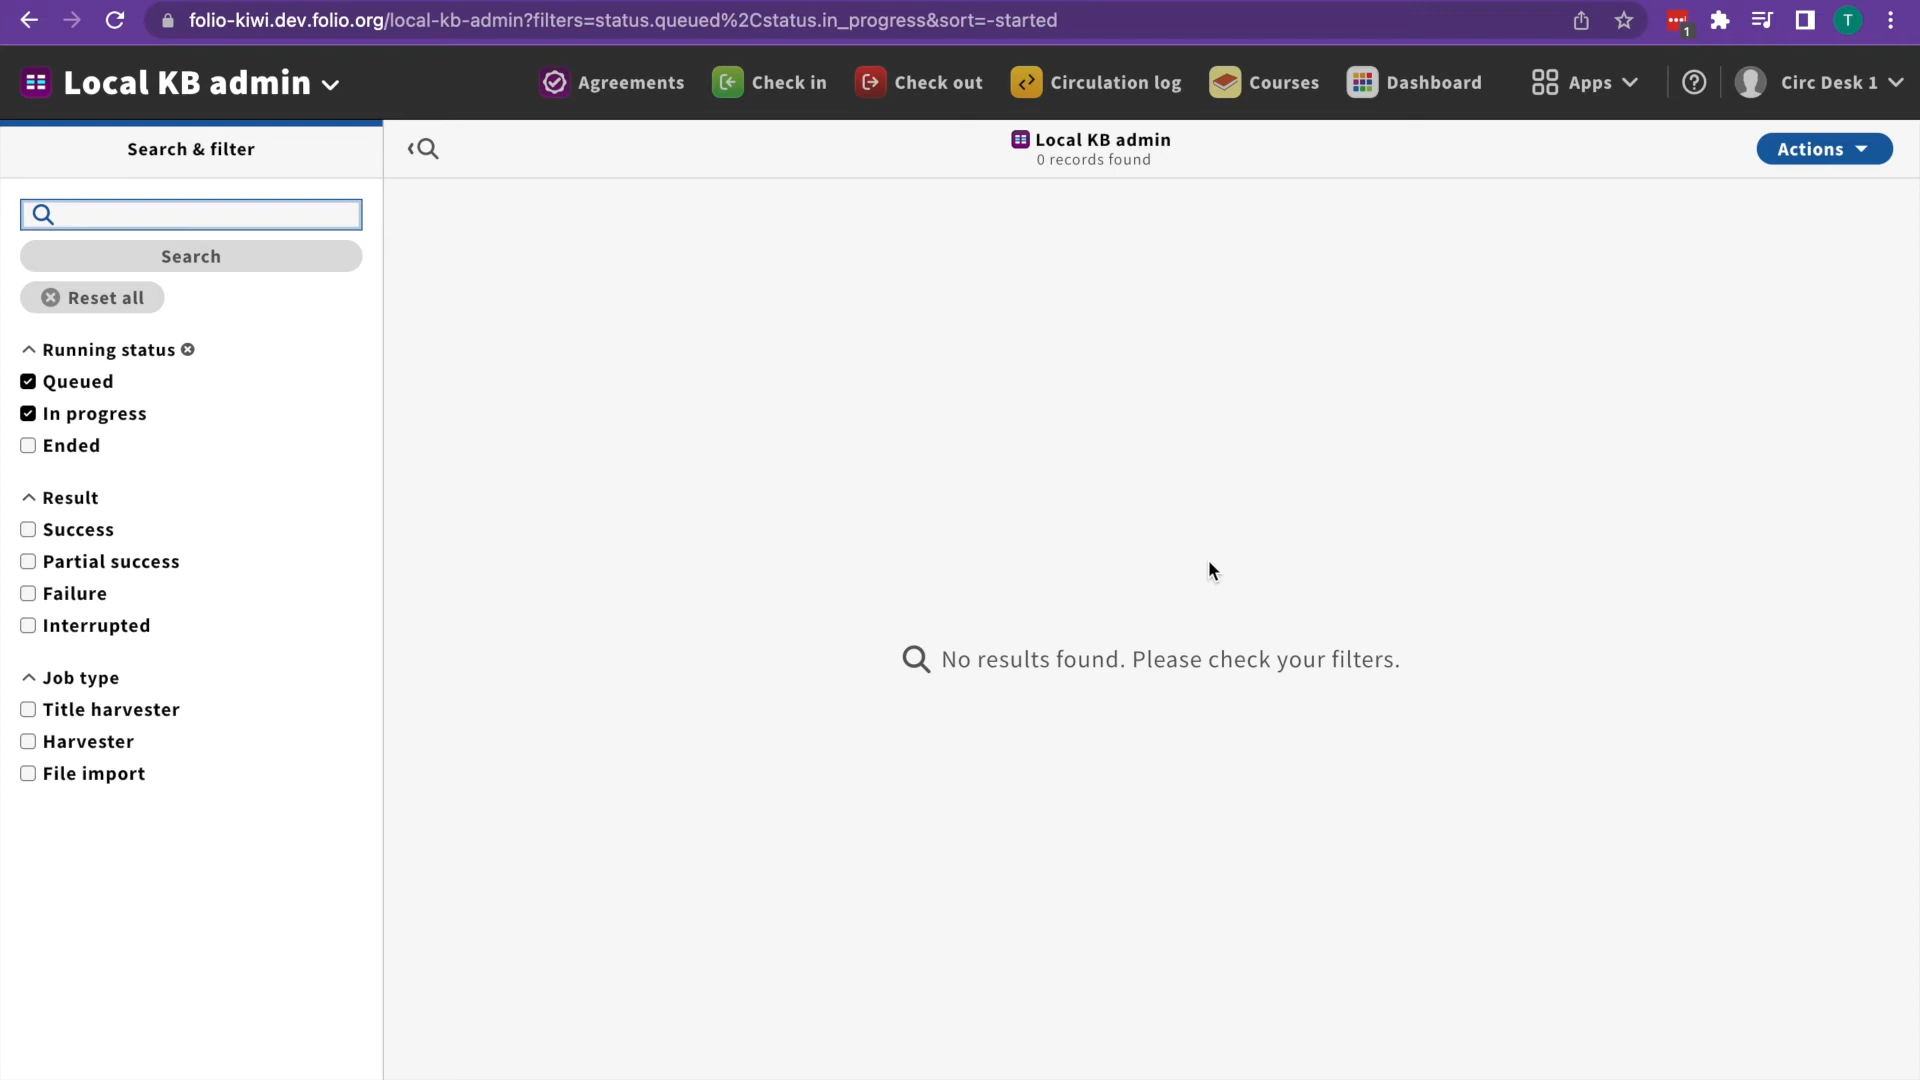 folio-kiwi.dev.folio.org/local-kb-admin?filters=status.queued%2Cstatus.in_progress&sort=-started
1
T
Local KB admin
Agreements
Check in
Check out
Circulation log
Courses
Dashboard
Apps
?
Circ Desk 1
Search & filter
Local KB admin
0 records found
Actions
Search
Reset all
Running status
Queued
In progress
Ended
Result
Success
Partial success
Failure
Interrupted
Job type
Title harvester
Harvester
File import
No results found. Please check your filters.